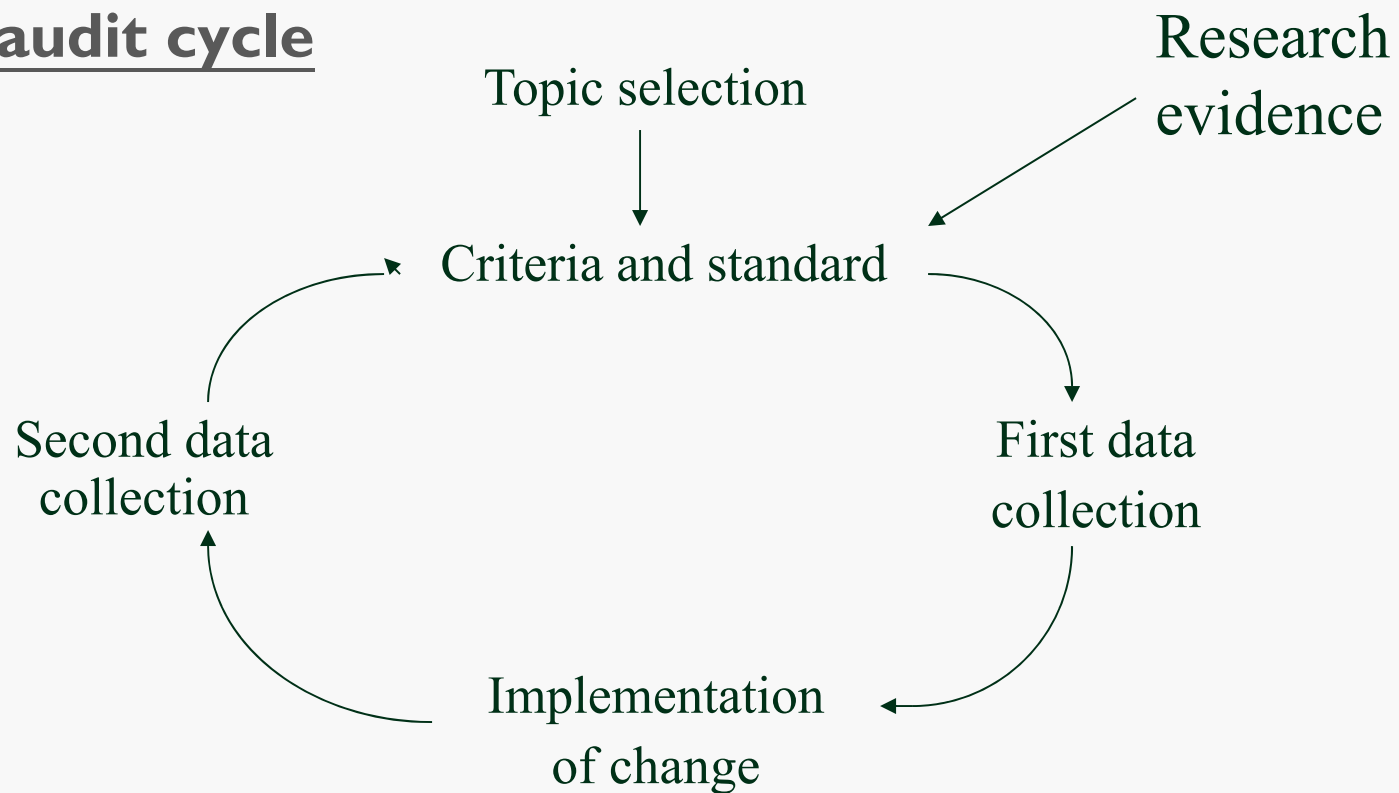 audit cycle
Research
evidence
Topic selection
Criteria and standard
First data
collection
Implementation
of change
Second data
collection